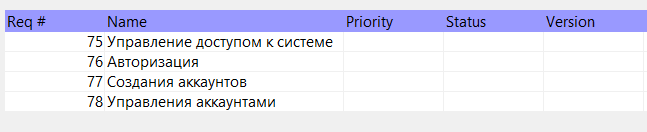 Req # Name Priority Status Version
75 Управление доступом к системе
76 Авторизация
77 Создания аккаунтов
78 Управления аккаунтами